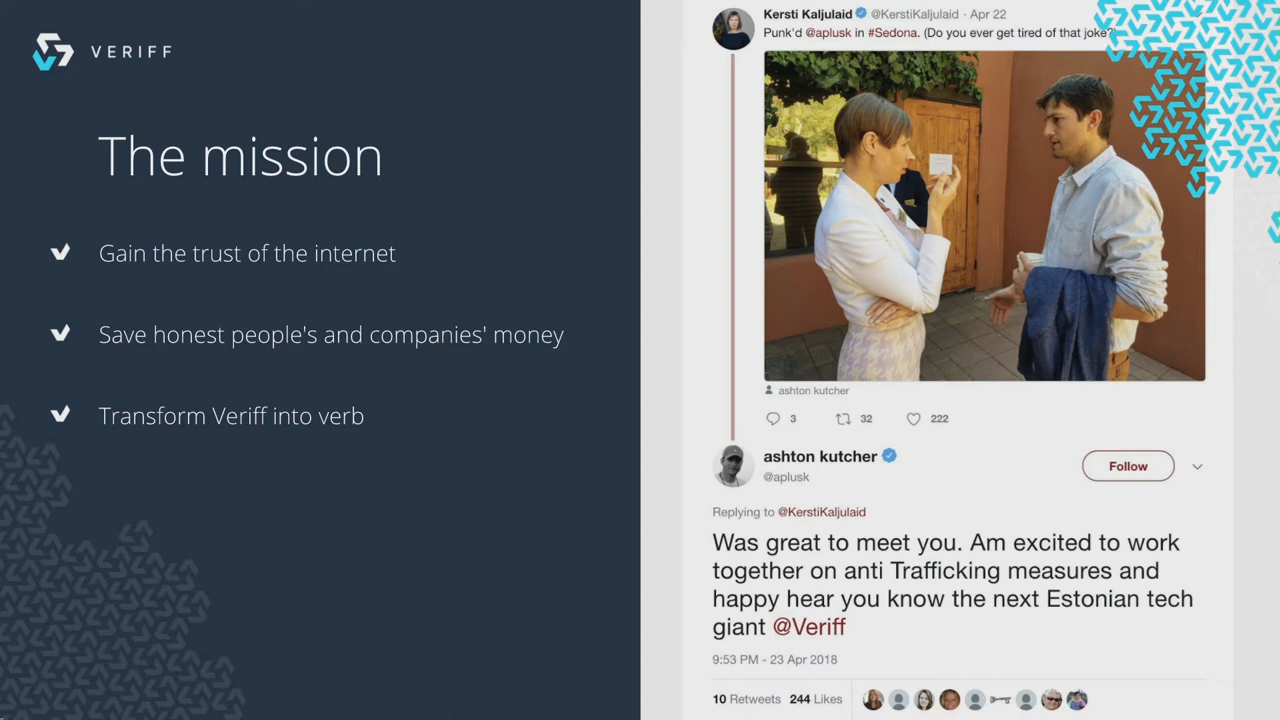 VERIFF
The mission
Gain the trust of the internet
Save honest people's and companies' money
Transform Veriff into verb
Kersti Kaljulaid @KerstiKaljulaid · Apr 22
Punk'd @aplusk in #Sedona. (Do you ever get tired of that joke?)
ashton kutcher
3 32 222
ashton kutcher
@aplusk
Follow
Replying to @KerstiKaljulaid
Was great to meet you. Am excited to work
together on anti Trafficking measures and
happy hear you know the next Estonian tech
giant @Veriff
9:53 PM - 23 Apr 2018
10 Retweets 244 Likes